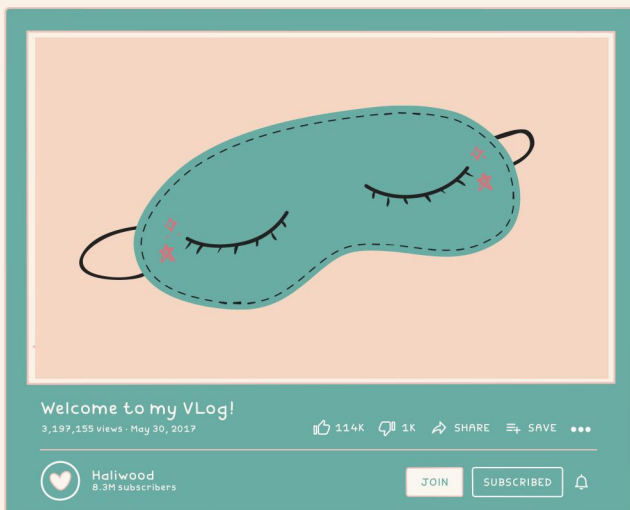 Welcome to my VLog!
3,197,155 views · May 30, 2017
114K 1K SHARE SAVE
Haliwood
8.3M subscribers
JOIN SUBSCRIBED